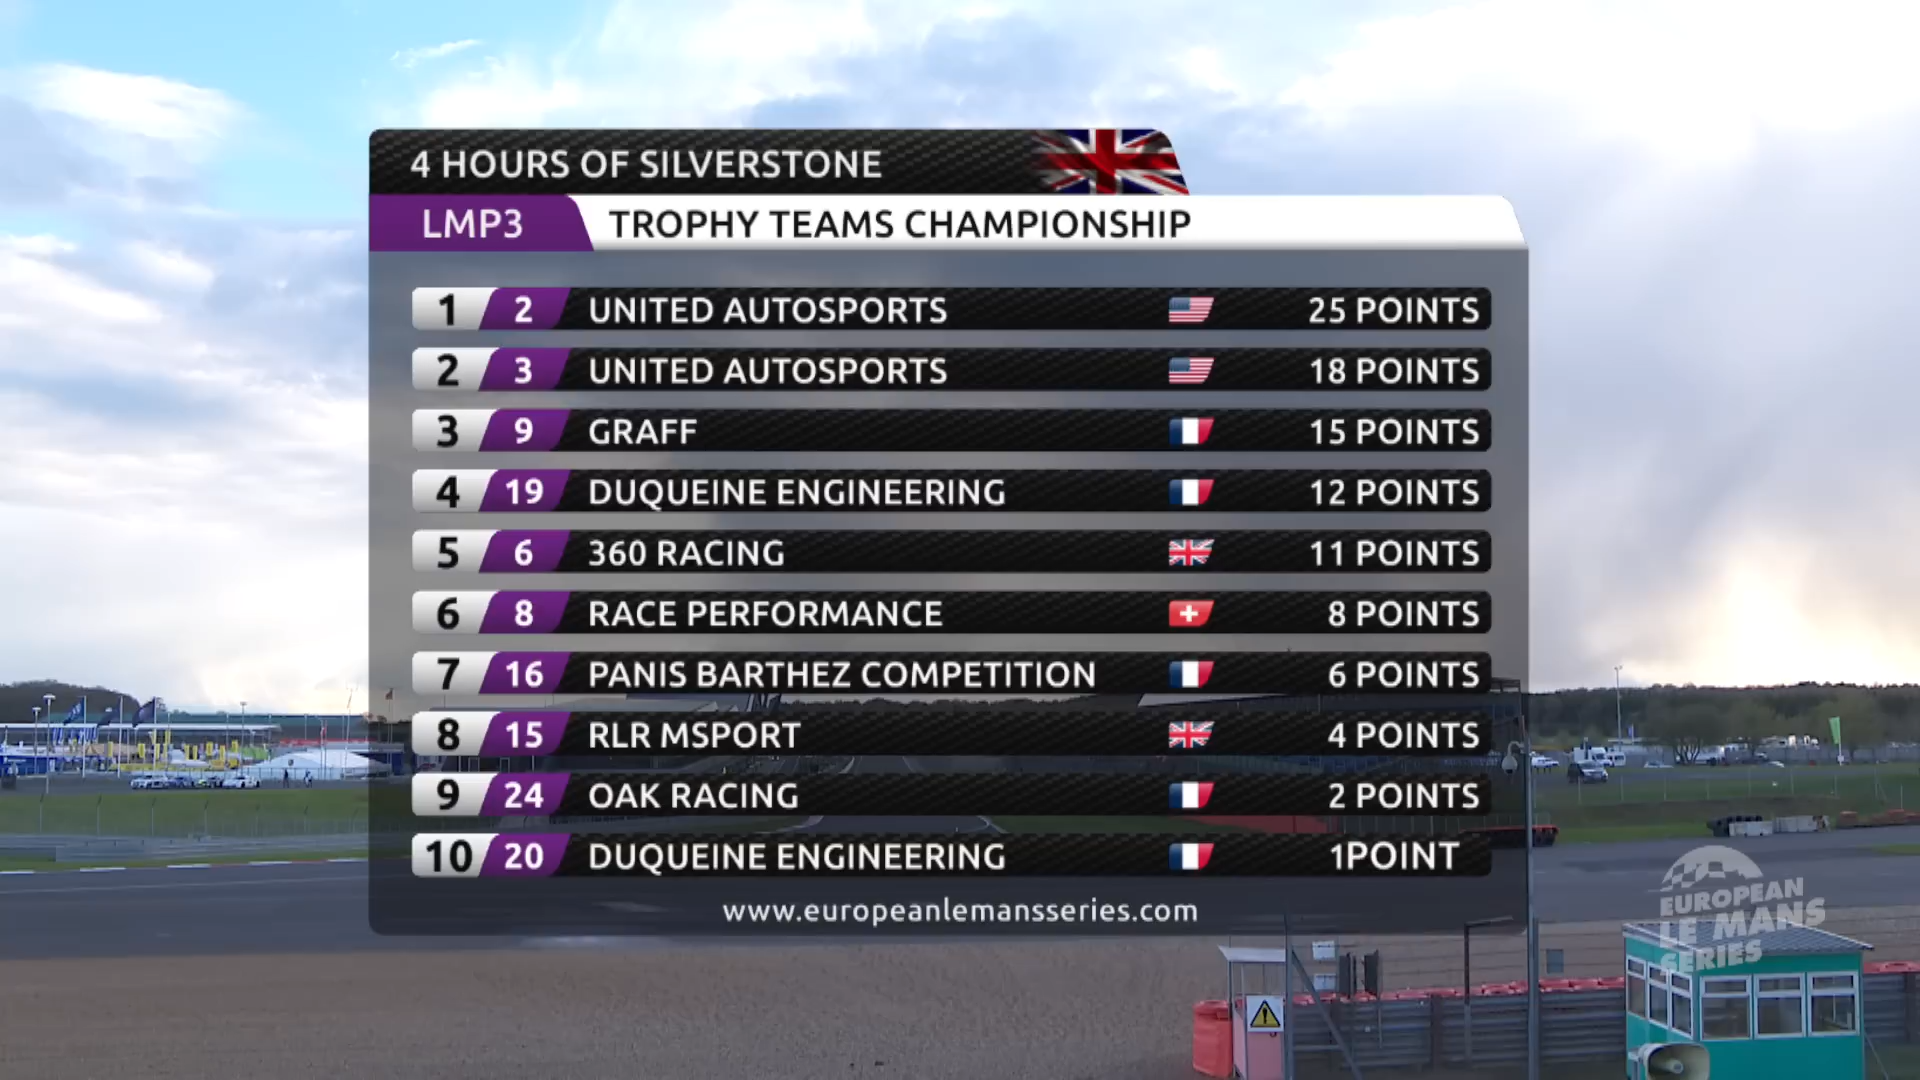 4 HOURS OF SILVERSTONE
LMP3 TROPHY TEAMS CHAMPIONSHIP
1 2 UNITED AUTOSPORTS 25 POINTS
2 3 UNITED AUTOSPORTS 18 POINTS
3 9 GRAFF 15 POINTS
4 19 DUQUEINE ENGINEERING 12 POINTS
5 6 360 RACING 11 POINTS
6 8 RACE PERFORMANCE 8 POINTS
7 16 PANIS BARTHEZ COMPETITION 6 POINTS
8 15 RLR MSPORT 4 POINTS
9 24 OAK RACING 2 POINTS
10 20 DUQUEINE ENGINEERING 1POINT
www.europeanlemansseries.com
EUROPEAN
LE MANS
SERIES